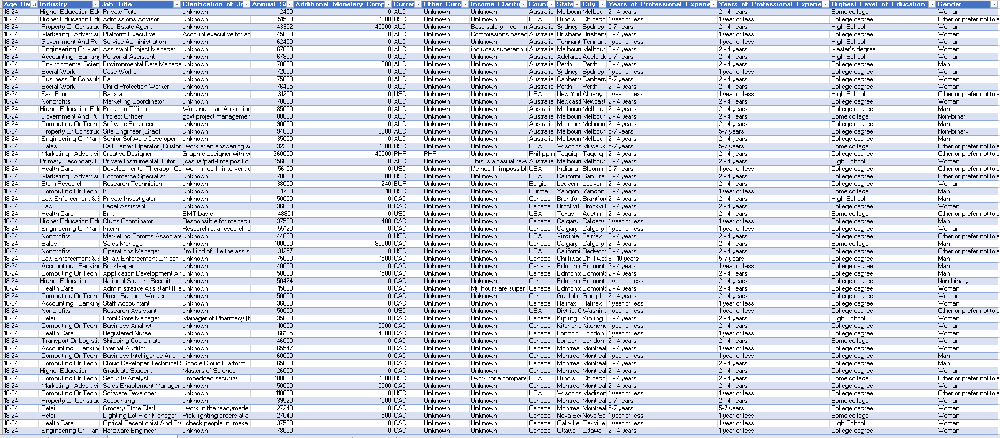 Age_Ran Industry Job_Title Clarification_of_Jo Annual_Sa Additional_Monetary_Comp Currer Other_Curre Income_Clarifi Count State City Years_of_Professional_Experie Years_of_Professional_Experie Highest_Level_of_Education_ Gender
18-24 Higher Education Edu Private Tutor unknown 2400 0 AUD Unknown Unknown Australia Melbourr Melbourr 2 - 4 years 2 - 4 years Some college Woman
18-24 Higher Education Edu Admissions Advisor unknown 51500 1000 USD Unknown Unknown USA Illinois Chicago 1 year or less 1 year or less College degree Other or prefer not to a
18-24 Property Or Construc Real Estate Agent unknown 43352 40000 AUD Unknown Base salary + comm Australia Sydney Sydney 5-7 years 2 - 4 years High School Woman
18-24 Marketing Advertisi Platform Executive Account executive for ad 45000 0 AUD Unknown Commissions based Australia Brisbane Brisbane 2 - 4 years 1 year or less College degree Woman
18-24 Government And Pul Service Administration unknown 62400 0 AUD Unknown Unknown Australia Tennant Tennant 1 year or less 1 year or less High School Woman
18-24 Engineering Or Manu Assistant Project Manager unknown 67000 0 AUD Unknown includes superannu Australia Melbourr Melbourr 2 - 4 years 2 - 4 years Master's degree Woman
18-24 Accounting Banking Personal Assistant unknown 67800 0 AUD Unknown Unknown Australia Adelaide Adelaide 5-7 years 2 - 4 years High School Woman
18-24 Environmental Scien Environmental Data Manage unknown 70000 1000 AUD Unknown Unknown Australia Perth Perth 2 - 4 years 2 - 4 years College degree Man
18-24 Social Work Case Worker unknown 72000 0 AUD Unknown Unknown Australia Sydney Sydney 1 year or less 1 year or less College degree Woman
18-24 Business Or Consult Ea unknown 75000 0 AUD Unknown Unknown Australia Canberra Canberra 5-7 years 2 - 4 years College degree Woman
18-24 Social Work Child Protection Worker unknown 76405 0 AUD Unknown Unknown Australia Perth Perth 2 - 4 years 2 - 4 years College degree Woman
18-24 Fast Food Barista unknown 31200 0 USD Unknown Unknown USA New Yorl Albany 1 year or less 1 year or less High School Other or prefer not to a
18-24 Nonprofits Marketing Coordinator unknown 78000 0 AUD Unknown Unknown Australia Newcastl Newcastl 2 - 4 years 2 - 4 years College degree Woman
18-24 Higher Education Edu Program Officer Working at an Australian 85000 0 AUD Unknown Unknown Australia Melbourr Melbourr 2 - 4 years 2 - 4 years College degree Man
18-24 Government And Pul Project Officer govt project managemer 88000 0 AUD Unknown Unknown Australia Melbourr Melbourr 2 - 4 years 2 - 4 years Some college Non-binary
18-24 Computing Or Tech Software Engineer unknown 90000 0 AUD Unknown Unknown Australia Mebourr Melbourr 2 - 4 years 2 - 4 years College degree Man
18-24 Property Or Construc Site Engineer (Grad) unknown 94000 2000 AUD Unknown Unknown Australia Melbourr Melbourr 5-7 years 5-7 years College degree Non-binary
18-24 Engineering Or Manu Senior Software Developer unknown 135000 0 AUD Unknown Unknown Australia Melbourr Melbourr 2 - 4 years 2 - 4 years College degree Man
18-24 Sales Call Center Operator (Custor I work at an answering se 32300 1000 USD Unknown Unknown USA Wiscons Milwauk 5-7 years 5-7 years Some college Other or prefer not to a
18-24 Marketing Advertisi Creative Designer Graphic designer with so 360000 40000 PHP PHP Unknown Philippin Taguig Taguig 2 - 4 years 2 - 4 years College degree Man
18-24 Primary Secondary E Private Instrumental Tutor (casual/part-time position 156000 0 AUD Unknown This is a casual rewa Australia Melbourr Melbourr 2 - 4 years 2 - 4 years High School Woman
18-24 Health Care Developmental Therapy Co I work in early interventic 56150 0 USD Unknown It's nearly impossible USA Indiana Blooming 5-7 years 1 year or less College degree Other or prefer not to a
18-24 Marketing Advertisi Ecommerce Specialist unknown 70000 2000 USD Unknown Unknown USA Californi San Fran 2 - 4 years 2 - 4 years College degree Other or prefer not to a
18-24 Stem Research Research Technician unknown 38000 240 EUR Unknown Unknown Belgium Leuven Leuven 2 - 4 years 2 - 4 years College degree Woman
18-24 Computing Or Tech It unknown 1700 10 USD Unknown Unknown Burma Yangon Yangon 2 - 4 years 1 year or less Some college Man
18-24 Law Enforcement & S Private Investigator unknown 50000 0 CAD Unknown Unknown Canada Brantforc Brantforc 2 - 4 years 2 - 4 years High School Man
18-24 Law Legal Assistant unknown 36000 0 CAD Unknown Unknown Canada Brockvill Brockvill 2 - 4 years 2 - 4 years College degree Woman
18-24 Health Care Emt EMT basic 48851 0 USD Unknown Unknown USA Texas Austin 2 - 4 years 2 - 4 years Some college Other or prefer not to a
18-24 Higher Education Edu Clubs Coordinator Responsible for managin 37500 400 CAD Unknown Unknown Canada Calgary Calgary 1 year or less 1 year or less College degree Man
18-24 Engineering Or Manu Intern Research at a research u 55120 0 CAD Unknown Unknown Canada Calgary Calgary 1 year or less 1 year or less College degree Woman
18-24 Nonprofits Marketing Comms Associate unknown 44000 0 USD Unknown Unknown USA Virginia Fairfax 2 - 4 years 2 - 4 years College degree Other or prefer not to a
18-24 Sales Sales Manager unknown 100000 80000 CAD Unknown Unknown Canada Calgary Calgary 2 - 4 years 2 - 4 years Some college Man
18-24 Nonprofits Operations Manager I'm kind of like the assist 31257 0 USD Unknown Unknown USA Californi Redwood 2 - 4 years 2 - 4 years College degree Other or prefer not to a
18-24 Law Enforcement & S Bylaw Enforcement Officer unknown 75000 1500 CAD Unknown Unknown Canada Chilliwac Chilliwac 8 - 10 years 5-7 years College degree Man
18-24 Accounting Banking Bookleeper unknown 40000 0 CAD Unknown Unknown Canada Edmonto Edmonto 2 - 4 years 1 year or less College degree Man
18-24 Computing Or Tech Application Development An unknown 58000 1500 CAD Unknown Unknown Canada Edmonto Edmonto 2 - 4 years 2 - 4 years College degree Man
18-24 Higher Education National Student Recruiter unknown 50424 0 CAD Unknown Unknown Canada Edmonto Edmonto 1 year or less 1 year or less College degree Non-binary
18-24 Health Care Administrative Assistant (Pa unknown 15000 0 CAD Unknown My hours are super Canada Edmonto Edmonto 2 - 4 years 2 - 4 years College degree Woman
18-24 Computing Or Tech Direct Support Worker unknown 50000 0 CAD Unknown Unknown Canada Guelph Guelph 2 - 4 years 2 - 4 years College degree Woman
18-24 Accounting Banking Staff Accountant unknown 36000 0 CAD Unknown Unknown Canada Halifax Halifax 1 year or less 1 year or less College degree Woman
18-24 Nonprofits Research Assistant unknown 50000 0 USD Unknown Unknown USA District C Washing 1 year or less 1 year or less College degree Other or prefer not to a
18-24 Retail Front Store Manager Manager of Pharmacy (N 35000 0 CAD Unknown Unknown Canada Kipling Kipling 2 - 4 years 2 - 4 years High School Woman
18-24 Computing Or Tech Business Analyst unknown 10000 5000 CAD Unknown Unknown Canada Kitchene Kitchene 1 year or less 1 year or less College degree Woman
18-24 Health Care Registered Nurse unknown 66105 4000 CAD Unknown Unknown Canada London London 1 year or less 1 year or less College degree Woman
18-24 Transport Or Logistic Shipping Coordinator unknown 46000 0 CAD Unknown Unknown Canada London London 2 - 4 years 2 - 4 years Some college Woman
18-24 Accounting Banking Internal Auditor unknown 65547 0 CAD Unknown Unknown Canada Montreal Montreal 2 - 4 years 1 year or less College degree Woman
18-24 Computing Or Tech Business Intelligence Analy unknown 60000 0 CAD Unknown Unknown Canada Montreal Montreal 1 year or less 1 year or less College degree Man
18-24 Computing Or Tech Cloud Developer Technical Google Cloud Platform S 65000 0 CAD Unknown Unknown Canada Montreal Montreal 2 - 4 years 2 - 4 years College degree Man
18-24 Higher Education Graduate Student Masters of Science 26000 0 CAD Unknown Unknown Canada Montreal Montreal 2 - 4 years 2 - 4 years College degree Woman
18-24 Computing Or Tech Security Analyst Embedded security 100000 1000 USD Unknown I work for a company USA Illinois Chicago 2 - 4 years 1 year or less Some college Other or prefer not to a
18-24 Marketing Advertisi Sales Enablement Manager unknown 50000 15000 CAD Unknown Unknown Canada Montreal Montreal 2 - 4 years 2 - 4 years College degree Woman
18-24 Computing Or Tech Software Developer unknown 110000 0 USD Unknown Unknown USA Wiscons Madison 1 year or less 1 year or less College degree Other or prefer not to a
18-24 Property Or Construc Accounting unknown 39520 1000 CAD Unknown Unknown Canada Montreal Montreal 5-7 years 2 - 4 years Some college Woman
18-24 Retail Grocery Store Clerk I work in the readymade 27248 0 CAD Unknown Unknown Canada Montreal Montreal 5-7 years 5-7 years College degree Woman
18-24 Retail Lighting Lot Pick Manager Pick lighting orders at a 27040 500 CAD Unknown Unknown Canada Nova Sc Nova Sc 1 year or less 1 year or less Some college Woman
18-24 Health Care Optical Receptionist And Fra I check people in, make 37500 0 CAD Unknown Unknown Canada Oakville Oakville 1 year or less 1 year or less High School Woman
18-24 Engineering Or Manu Hardware Engineer unknown 78000 0 CAD Unknown Unknown Canada Ottawa Ottawa 2 - 4 years 1 year or less College degree Woman